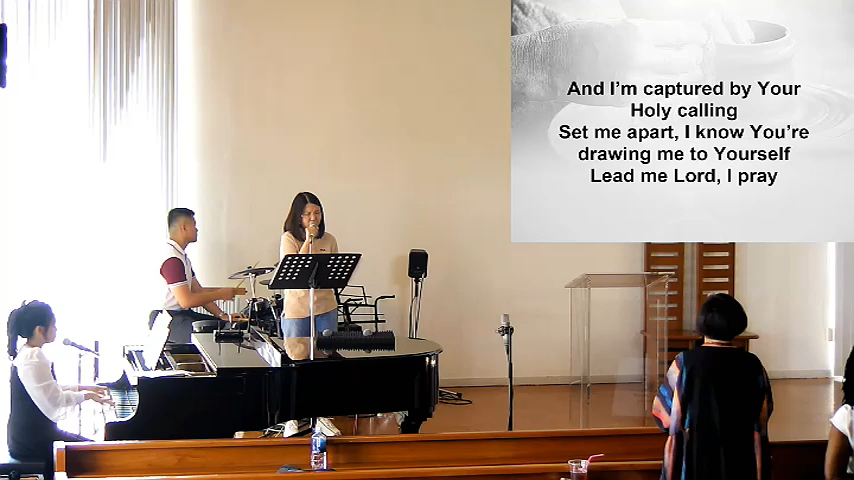 And I'm captured by Your
Holy calling
Set me apart, I know You're
drawing me to Yourself
Lead me Lord, I pray